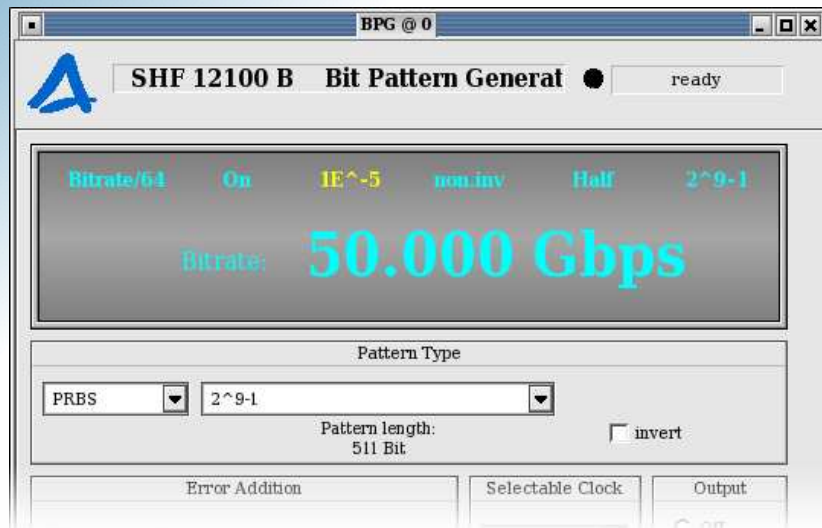 BPG @ 0
SHF 12100 B Bit Pattern Generat ready
Bitrate/64 On 1E^-5 non.inv Half 2^9-1
Bitrate: 50.000 Gbps
Pattern Type
PRBS 2^9-1
Pattern length:
511 Bit
invert
Error Addition Selectable Clock Output